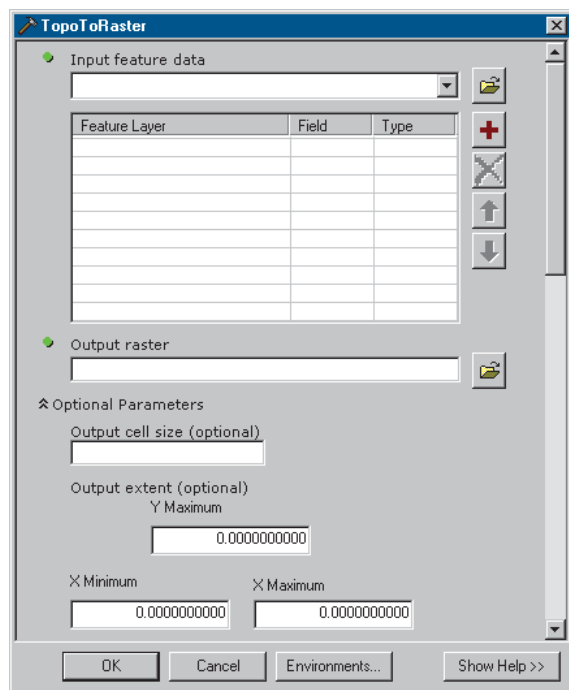 TopoToRaster
Input feature data
Feature Layer Field Type
Output raster
Optional Parameters
Output cell size (optional)
Output extent (optional)
Y Maximum
0.0000000000
X Minimum X Maximum
0.0000000000 0.0000000000
OK Cancel Environments... Show Help >>